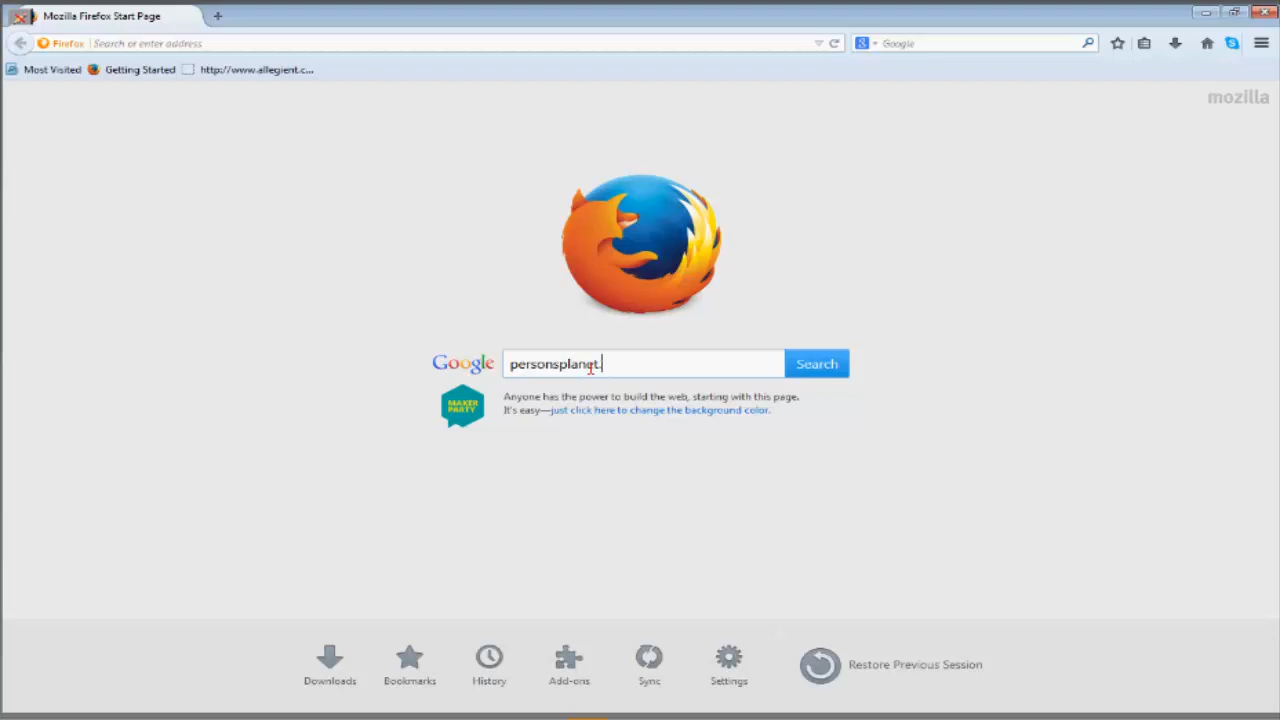 Mozilla Firefox Start Page
Firefox Search or enter address
Google
Most Visited Getting Started http://www.allegient.c...
mozilla
Google personsplanet. Search
MAKER
PARTY
Anyone has the power to build the web, starting with this page.
It's easy—just click here to change the background color.
Downloads Bookmarks History Add-ons Sync Settings Restore Previous Session